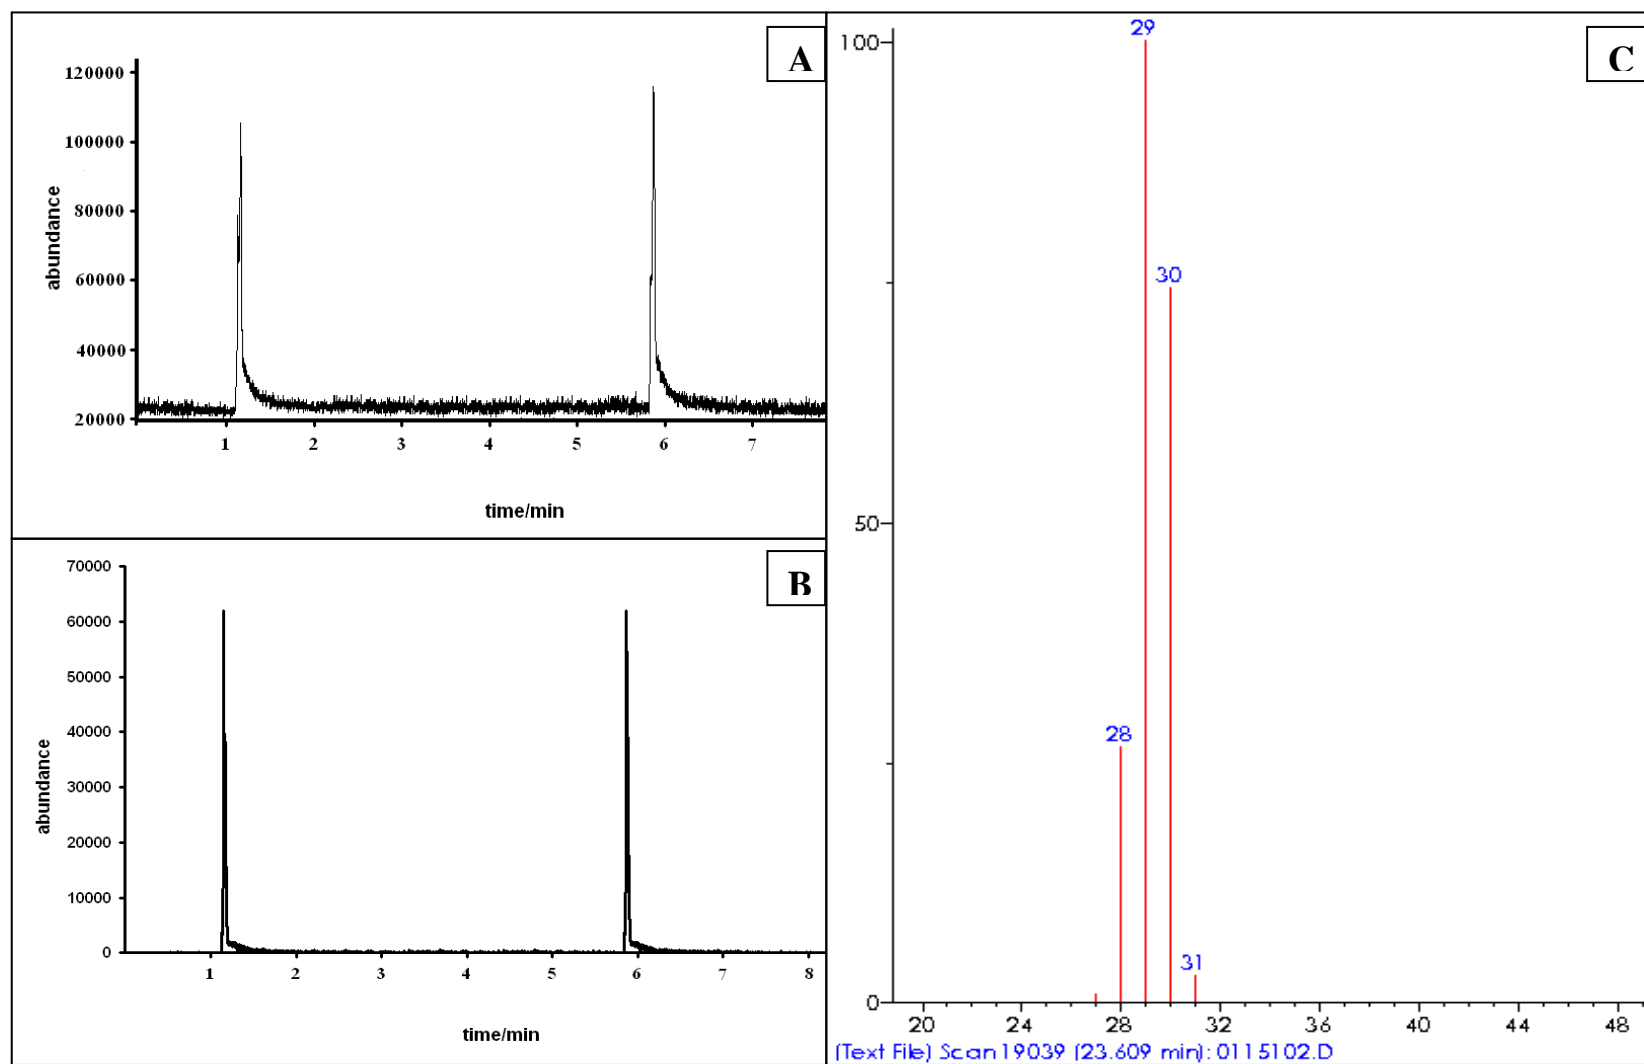 A
120000
100000
80000
60000
40000
20000
abundance
1 2 3 4 5 6 7
time/min
B
70000
60000
50000
40000
30000
20000
10000
0
abundance
1 2 3 4 5 6 7 8
time/min
C
100
50
0
29
30
28
31
20 24 28 32 36 40 44 48
(Text File) Scan 19039 (23.609 min): 0115102.D